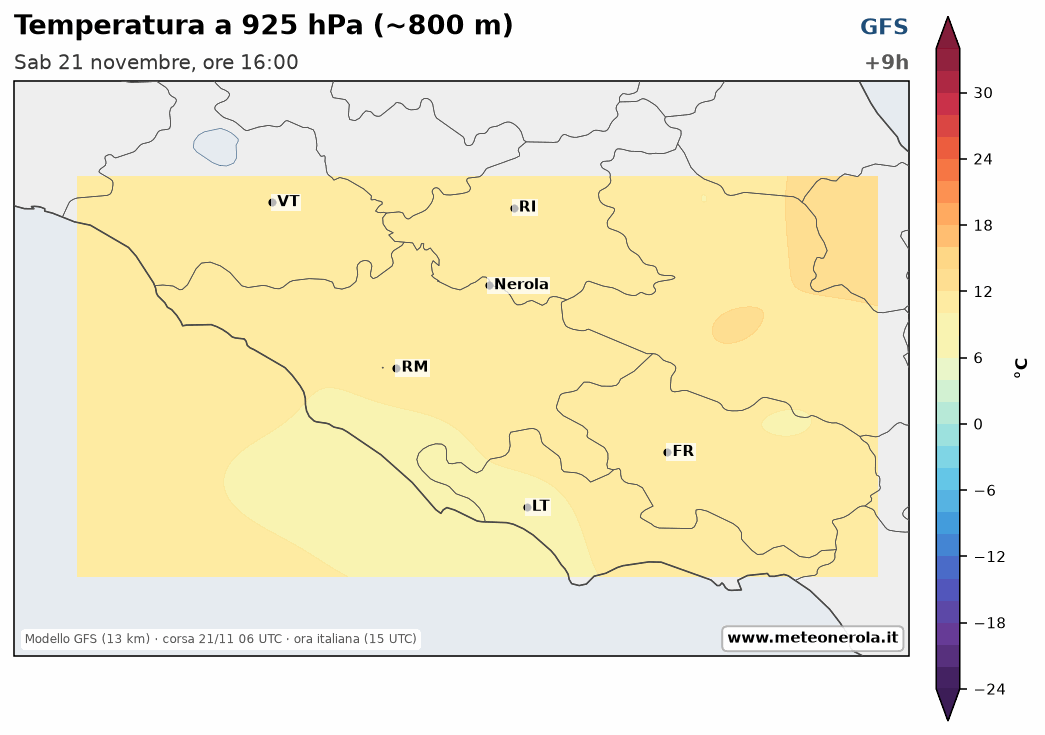 Temperatura a 925 hPa (~800 m)
GFS
Sab 21 novembre, ore 16:00
+9h
VT
RI
Nerola
RM
FR
LT
30
24
18
12
6
0
−6
−12
−18
−24
°C
Modello GFS (13 km) · corsa 21/11 06 UTC · ora italiana (15 UTC)
www.meteonerola.it